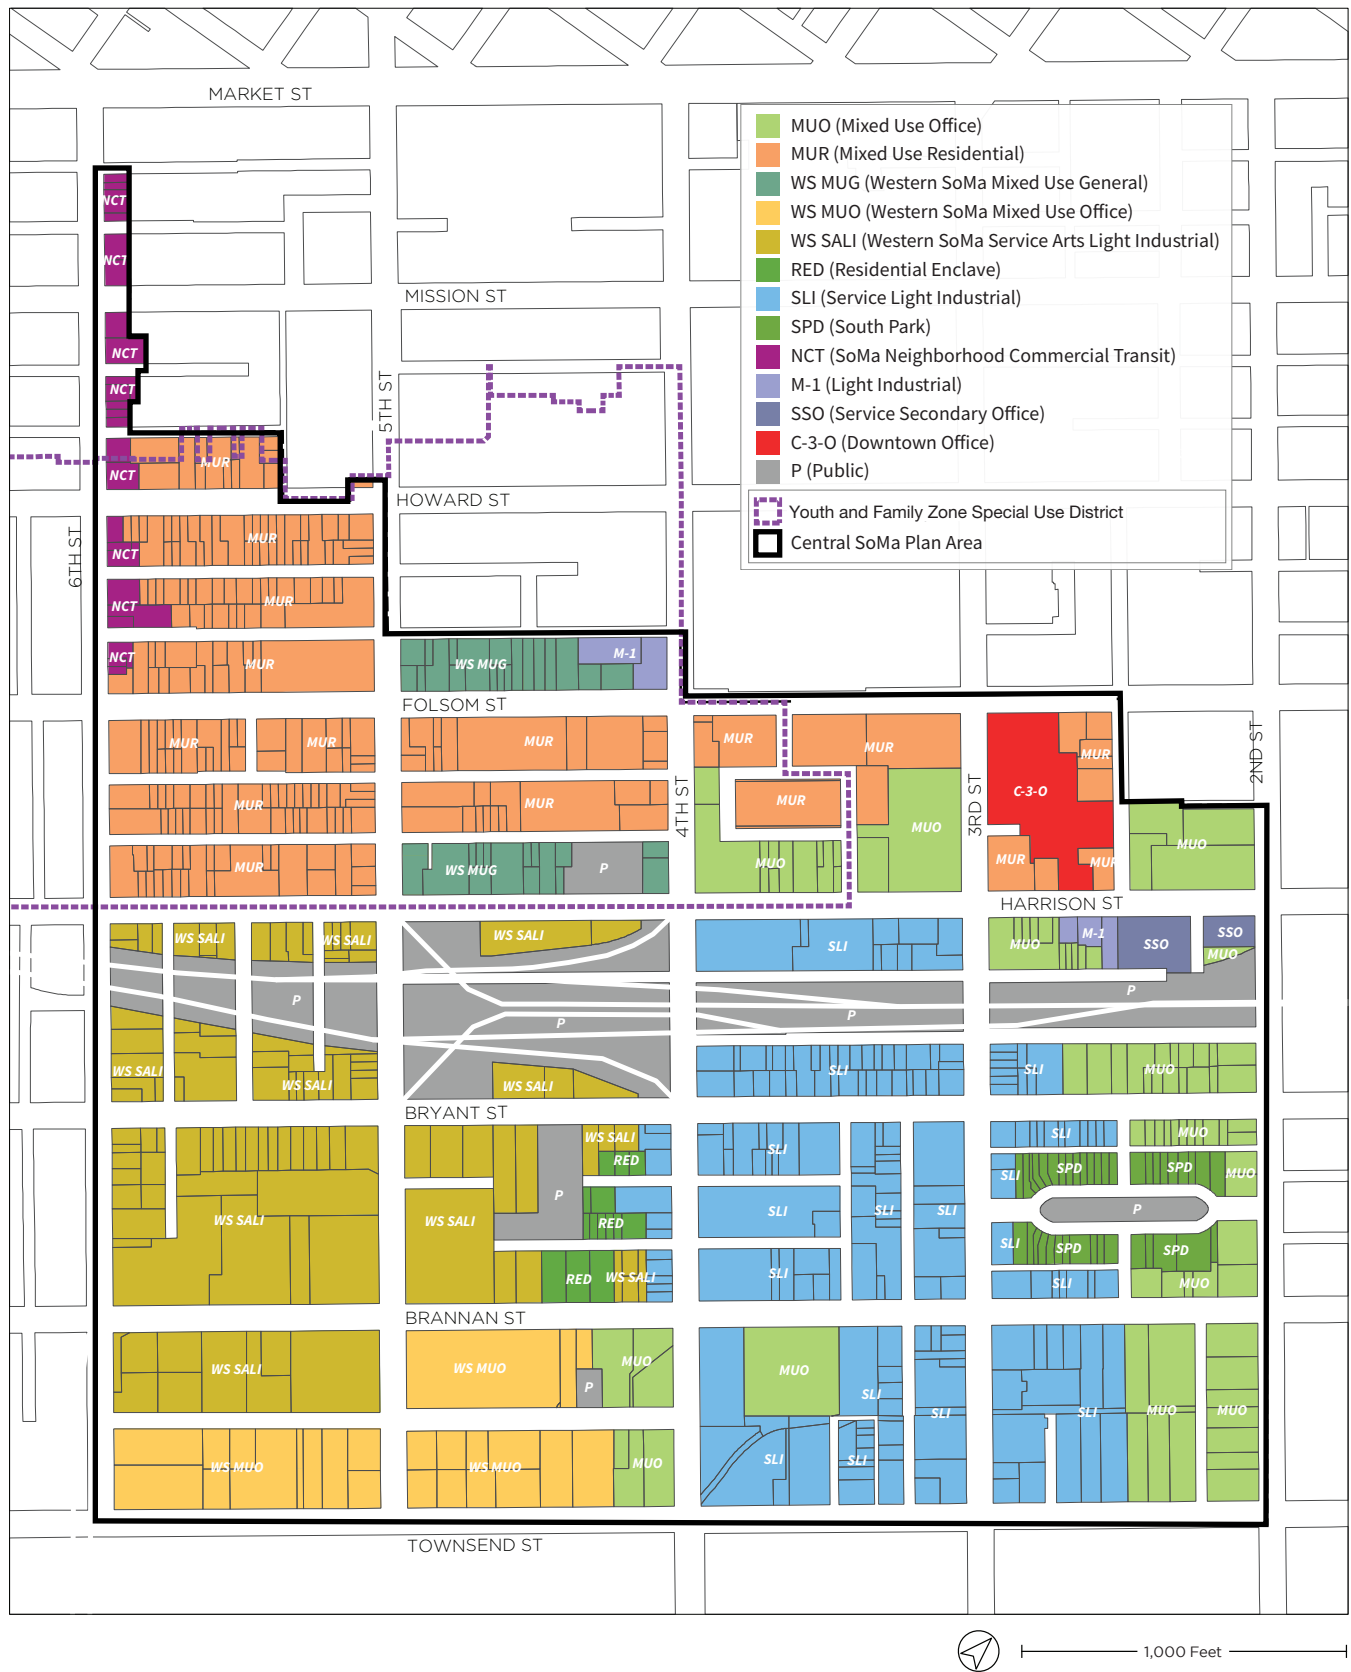 MARKET ST
MUO (Mixed Use Office)
MUR (Mixed Use Residential)
WS MUG (Western SoMa Mixed Use General)
WS MUO (Western SoMa Mixed Use Office)
WS SALI (Western SoMa Service Arts Light Industrial)
RED (Residential Enclave)
SLI (Service Light Industrial)
SPD (South Park)
NCT (SoMa Neighborhood Commercial Transit)
M-1 (Light Industrial)
SSO (Service Secondary Office)
C-3-O (Downtown Office)
P (Public)
Youth and Family Zone Special Use District
Central SoMa Plan Area
NCT
NCT
MISSION ST
NCT
NCT
5TH ST
MUR
NCT
HOWARD ST
6TH ST
NCT
MUR
NCT
MUR
NCT
MUR
WS MUG
M-1
FOLSOM ST
MUR
MUR
MUR
MUR
MUR
MUR
2ND ST
C-3-O
4TH ST
3RD ST
MUR
MUR
MUR
MUO
MUO
MUR
WS MUG
P
MUO
MUR
MUR
HARRISON ST
WS SALI
WS SALI
WS SALI
SLI
MUO
M-1
SSO
SSO
MUO
P
P
P
P
WS SALI
WS SALI
WS SALI
SLI
SLI
MUO
BRYANT ST
WS SALI
RED
SLI
SLI
MUO
SLI
SPD
SPD
MUO
WS SALI
WS SALI
P
RED
SLI
SLI
SLI
P
SLI
SPD
SPD
RED
WS SALI
SLI
SLI
MUO
BRANNAN ST
WS SALI
WS MUO
P
MUO
MUO
SLI
SLI
SLI
MUO
MUO
WS MUO
WS MUO
MUO
SLI
SLI
TOWNSEND ST
1,000 Feet